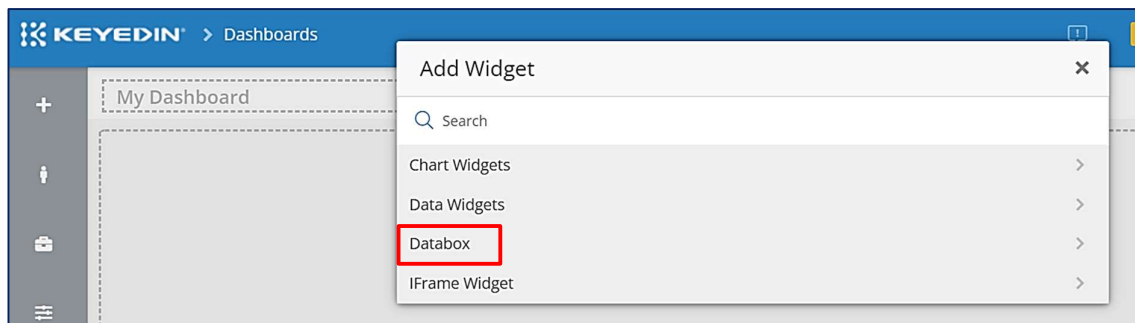 KEYEDIN > Dashboards
Add Widget
My Dashboard
Search
Chart Widgets
Data Widgets
Databox
IFrame Widget